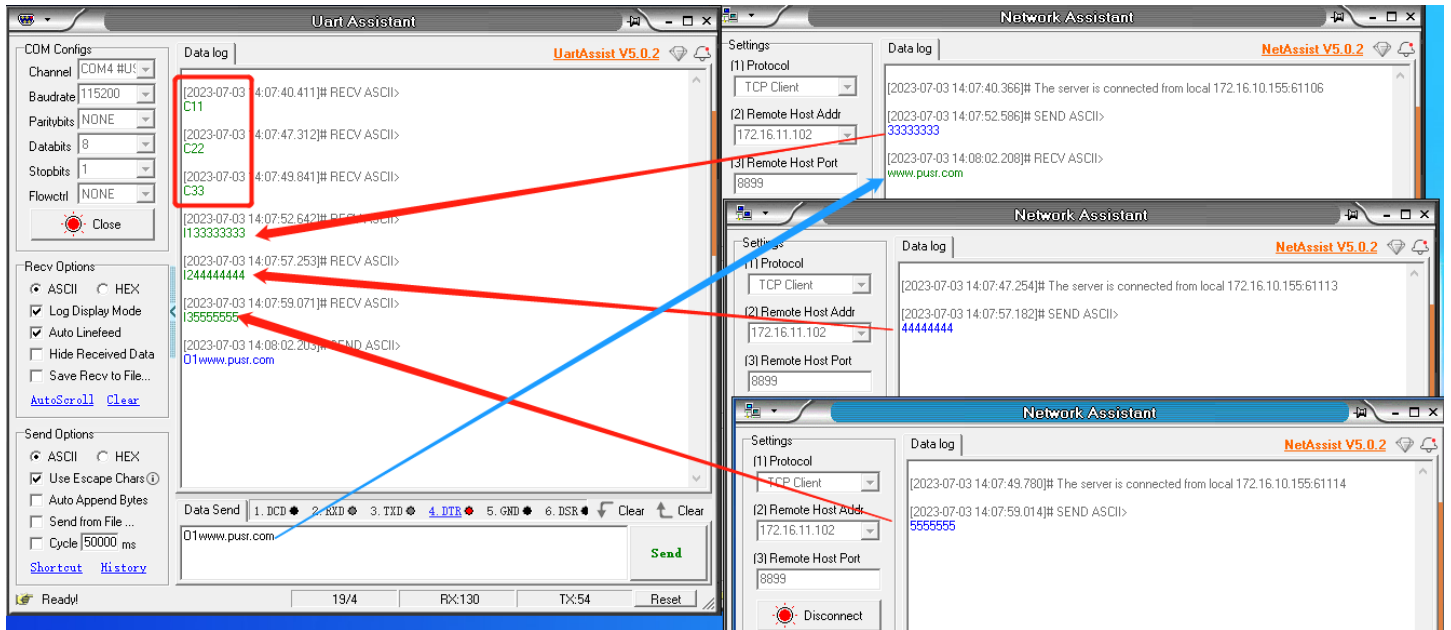 Uart Assistant
COM Configs
Channel COM4 #US
Baudrate 115200
Paritybits NONE
Databits 8
Stopbits 1
Flowctrl NONE
Close
Recv Options
ASCII HEX
Log Display Mode
Auto Linefeed
Hide Received Data
Save Recv to File...
AutoScroll Clear
Send Options
ASCII HEX
Use Escape Chars
Auto Append Bytes
Send from File ...
Cycle 50000 ms
Shortcut History
Data log UartAssist V5.0.2
[2023-07-03 14:07:40.411]# RECV ASCII>
C11
[2023-07-03 14:07:47.312]# RECV ASCII>
C22
[2023-07-03 14:07:49.841]# RECV ASCII>
C33
[2023-07-03 14:07:52.642]# RECV ASCII>
I133333333
[2023-07-03 14:07:57.253]# RECV ASCII>
I244444444
[2023-07-03 14:07:59.071]# RECV ASCII>
I35555555
[2023-07-03 14:08:02.203]# SEND ASCII>
O1www.pusr.com
Data Send 1. DCD 2. RXD 3. TXD 4. DTR 5. GND 6. DSR Clear Clear
O1www.pusr.com
Send
Ready! 19/4 RX:130 TX:54 Reset
Network Assistant
Settings
(1) Protocol
TCP Client
(2) Remote Host Addr
172.16.11.102
(3) Remote Host Port
8899
Data log NetAssist V5.0.2
[2023-07-03 14:07:40.366]# The server is connected from local 172.16.10.155:61106
[2023-07-03 14:07:52.586]# SEND ASCII>
33333333
[2023-07-03 14:08:02.208]# RECV ASCII>
www.pusr.com
Network Assistant
Settings
(1) Protocol
TCP Client
(2) Remote Host Addr
172.16.11.102
(3) Remote Host Port
8899
Data log NetAssist V5.0.2
[2023-07-03 14:07:47.254]# The server is connected from local 172.16.10.155:61113
[2023-07-03 14:07:57.182]# SEND ASCII>
44444444
Network Assistant
Settings
(1) Protocol
TCP Client
(2) Remote Host Addr
172.16.11.102
(3) Remote Host Port
8899
Disconnect
Data log NetAssist V5.0.2
[2023-07-03 14:07:49.780]# The server is connected from local 172.16.10.155:61114
[2023-07-03 14:07:59.014]# SEND ASCII>
5555555